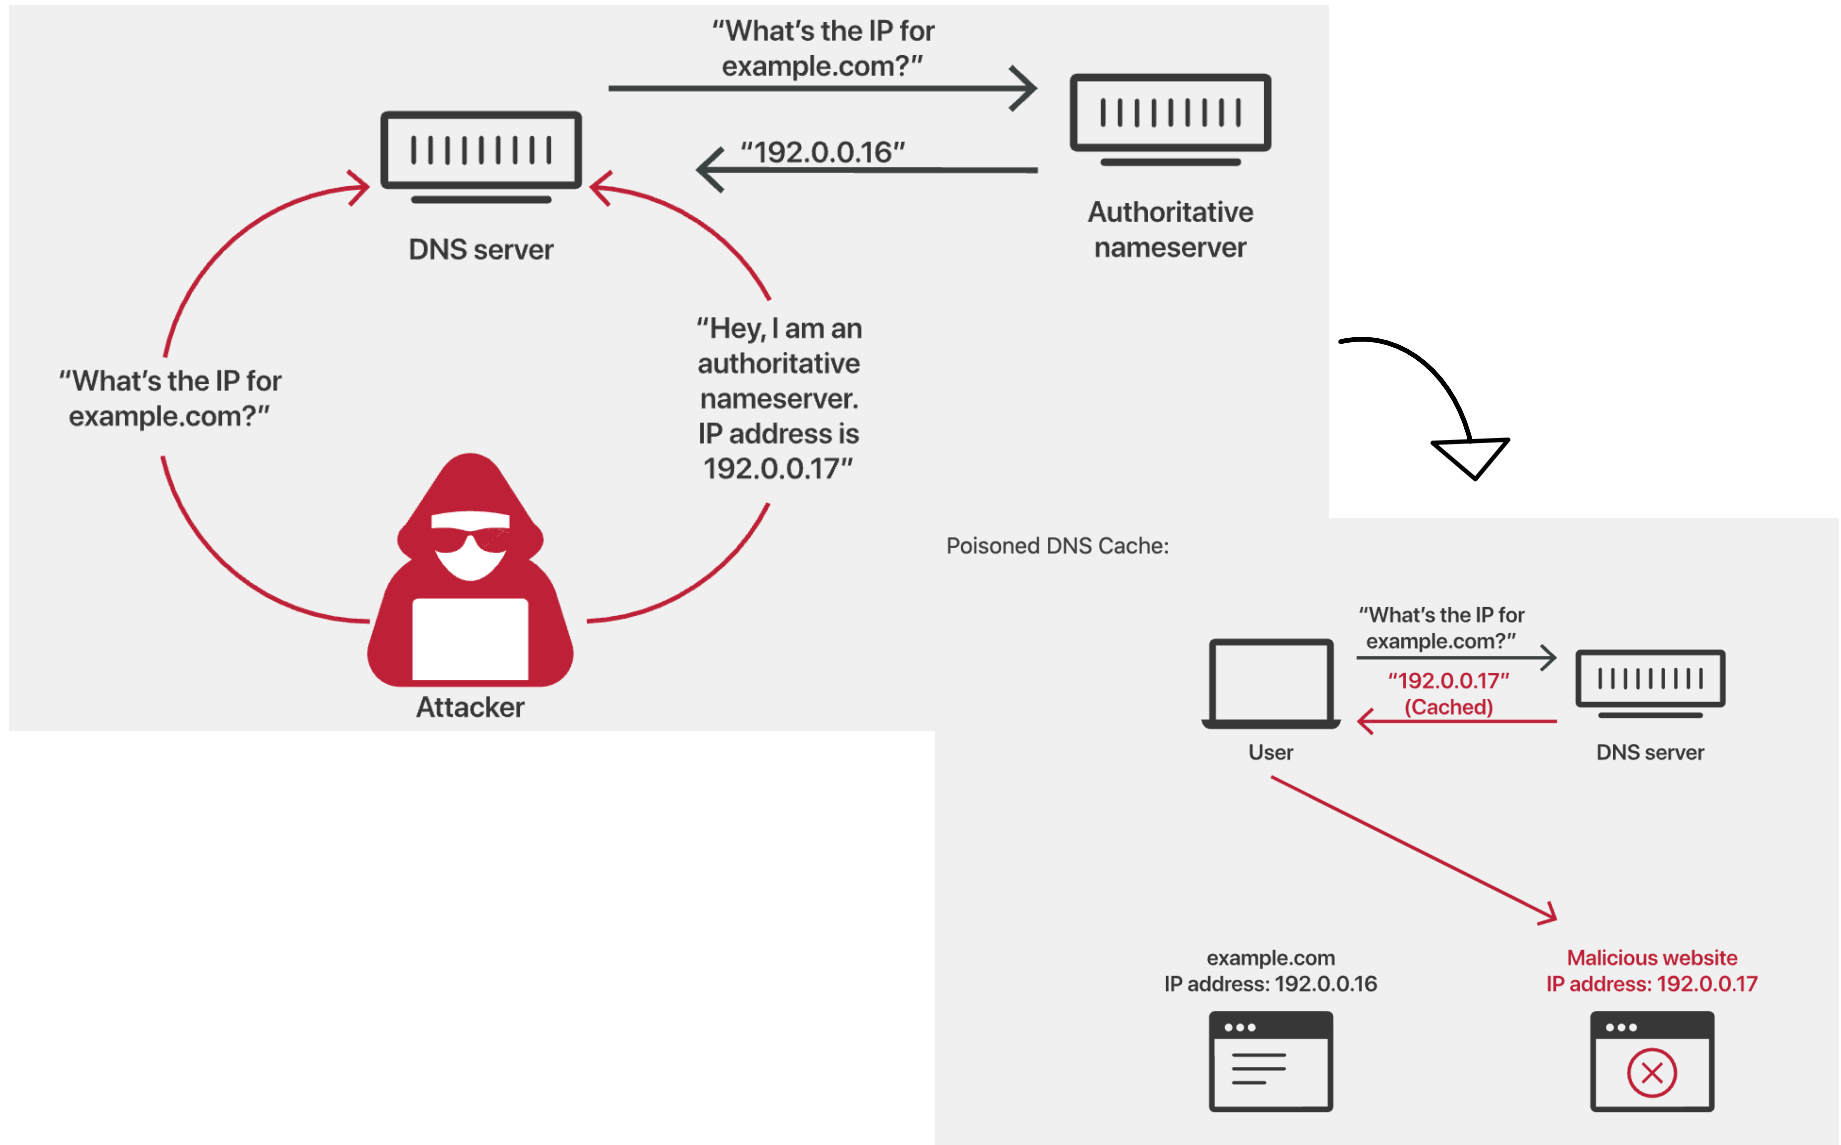 “What’s the IP for
example.com?”
“192.0.0.16”
DNS server
Authoritative
nameserver
“What’s the IP for
example.com?”
“Hey, I am an
authoritative
nameserver.
IP address is
192.0.0.17”
Attacker
Poisoned DNS Cache:
“What’s the IP for
example.com?”
“192.0.0.17”
(Cached)
User
DNS server
example.com
IP address: 192.0.0.16
Malicious website
IP address: 192.0.0.17